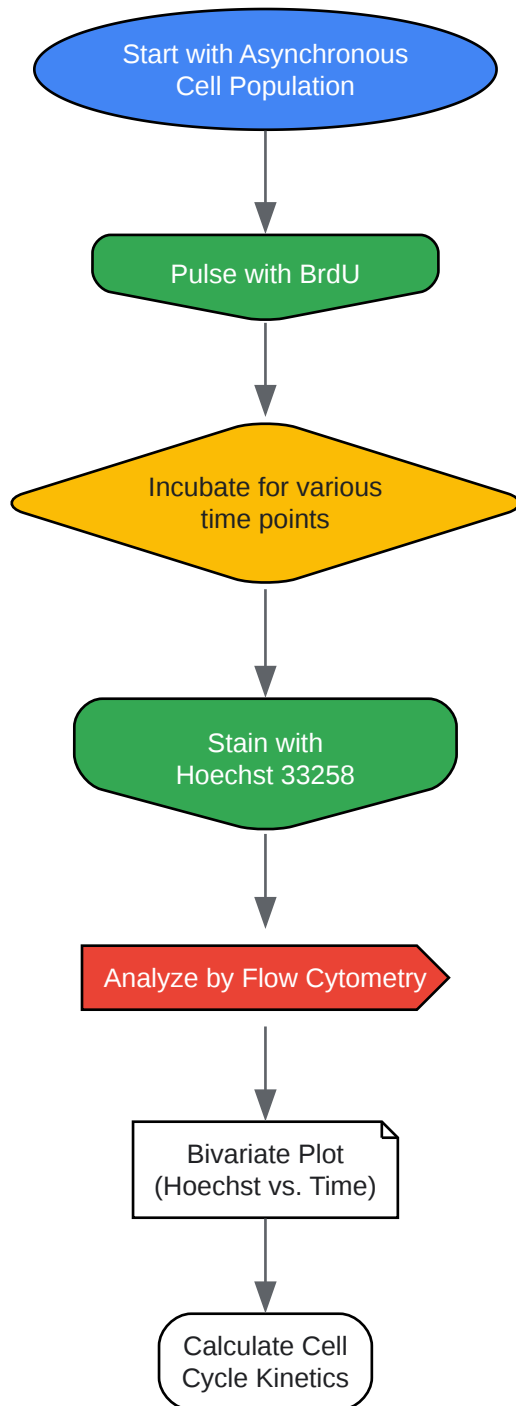 Start with Asynchronous
Cell Population
Pulse with BrdU
Incubate for various
time points
Stain with
Hoechst 33258
Analyze by Flow Cytometry
Bivariate Plot
(Hoechst vs. Time)
Calculate Cell
Cycle Kinetics